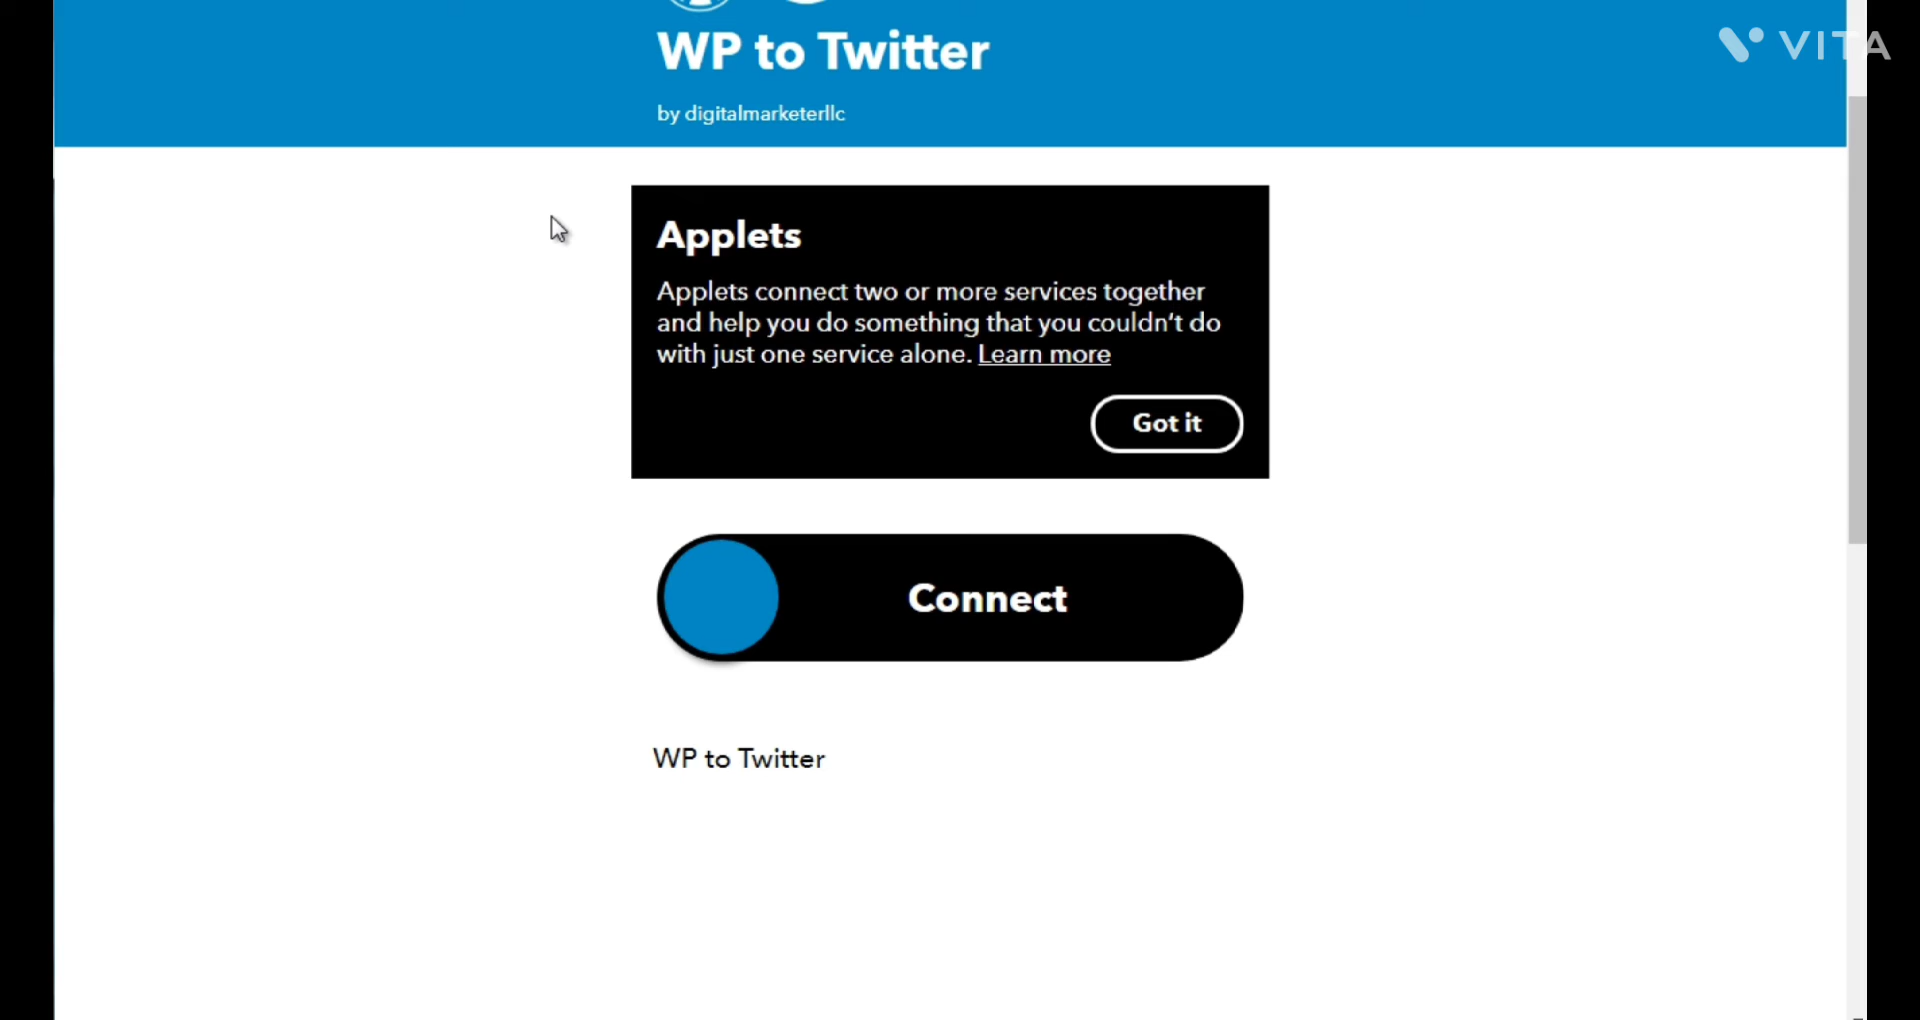 WP to Twitter
VITA
by digitalmarketerllc
Applets
Applets connect two or more services together
and help you do something that you couldn't do
with just one service alone. Learn more
Got it
Connect
WP to Twitter